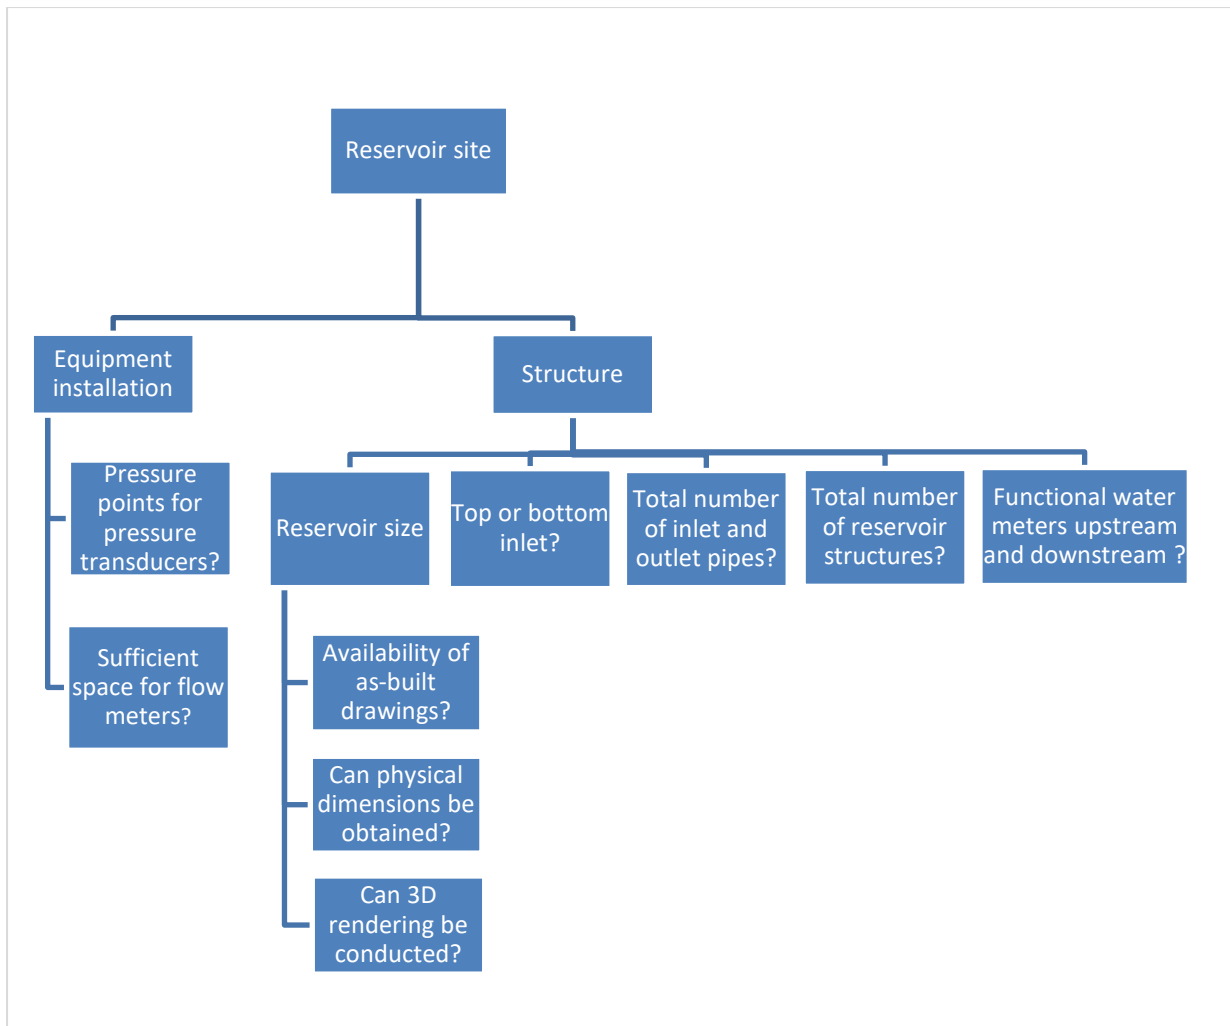 Reservoir site
Equipment
installation
Structure
Pressure
points for
pressure
transducers?
Sufficient
space for flow
meters?
Reservoir size
Top or bottom
inlet?
Total number
of inlet and
outlet pipes?
Total number
of reservoir
structures?
Functional water
meters upstream
and downstream ?
Availability of
as-built
drawings?
Can physical
dimensions be
obtained?
Can 3D
rendering be
conducted?